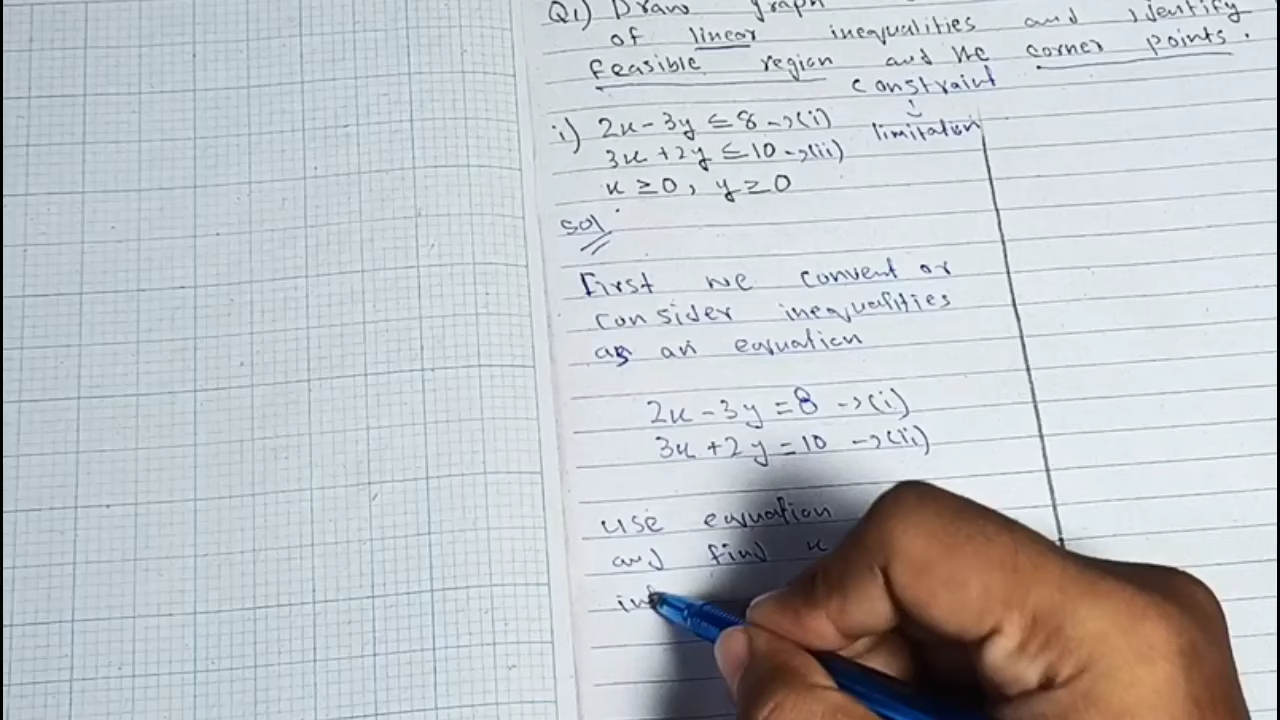 Q1) Draw graph
of linear inequalities and identify
feasible region and the corner points.
constraint
limitation
i) 2x - 3y ≤ 8 -> (i)
3x + 2y ≤ 10 -> (ii)
x ≥ 0, y ≥ 0
Sol.
First we convent or
consider inequalities
as an equation
2x - 3y = 8 -> (i)
3x + 2y = 10 -> (ii)
use equation
and find x